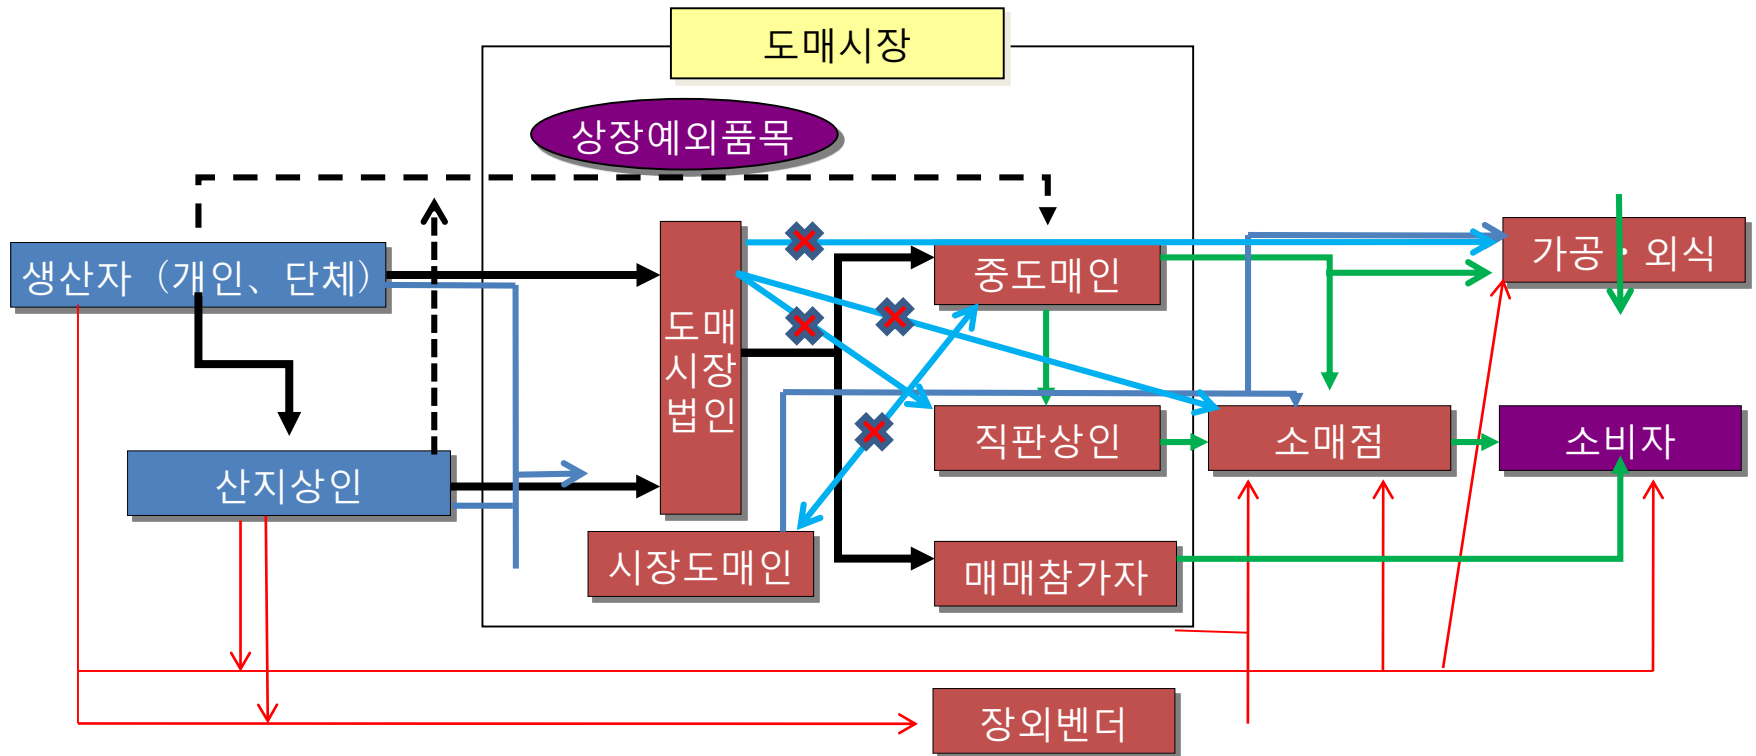 도매시장
상장예외품목
생산자（개인、단체）
도매
시장
법인
중도매인
가공・외식
산지상인
직판상인
소매점
소비자
시장도매인
매매참가자
장외벤더